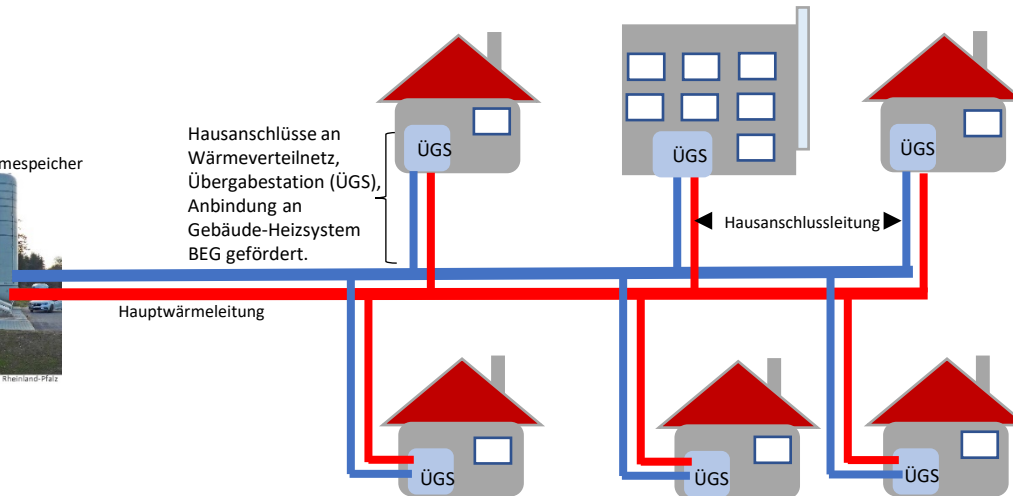 mespeicher
Hausanschlüsse an
Wärmeverteilnetz,
Übergabestation (ÜGS),
Anbindung an
Gebäude-Heizsystem
BEG gefördert.
ÜGS
ÜGS
ÜGS
Hausanschlussleitung
Hauptwärmeleitung
Rheinland-Pfalz
ÜGS
ÜGS
ÜGS